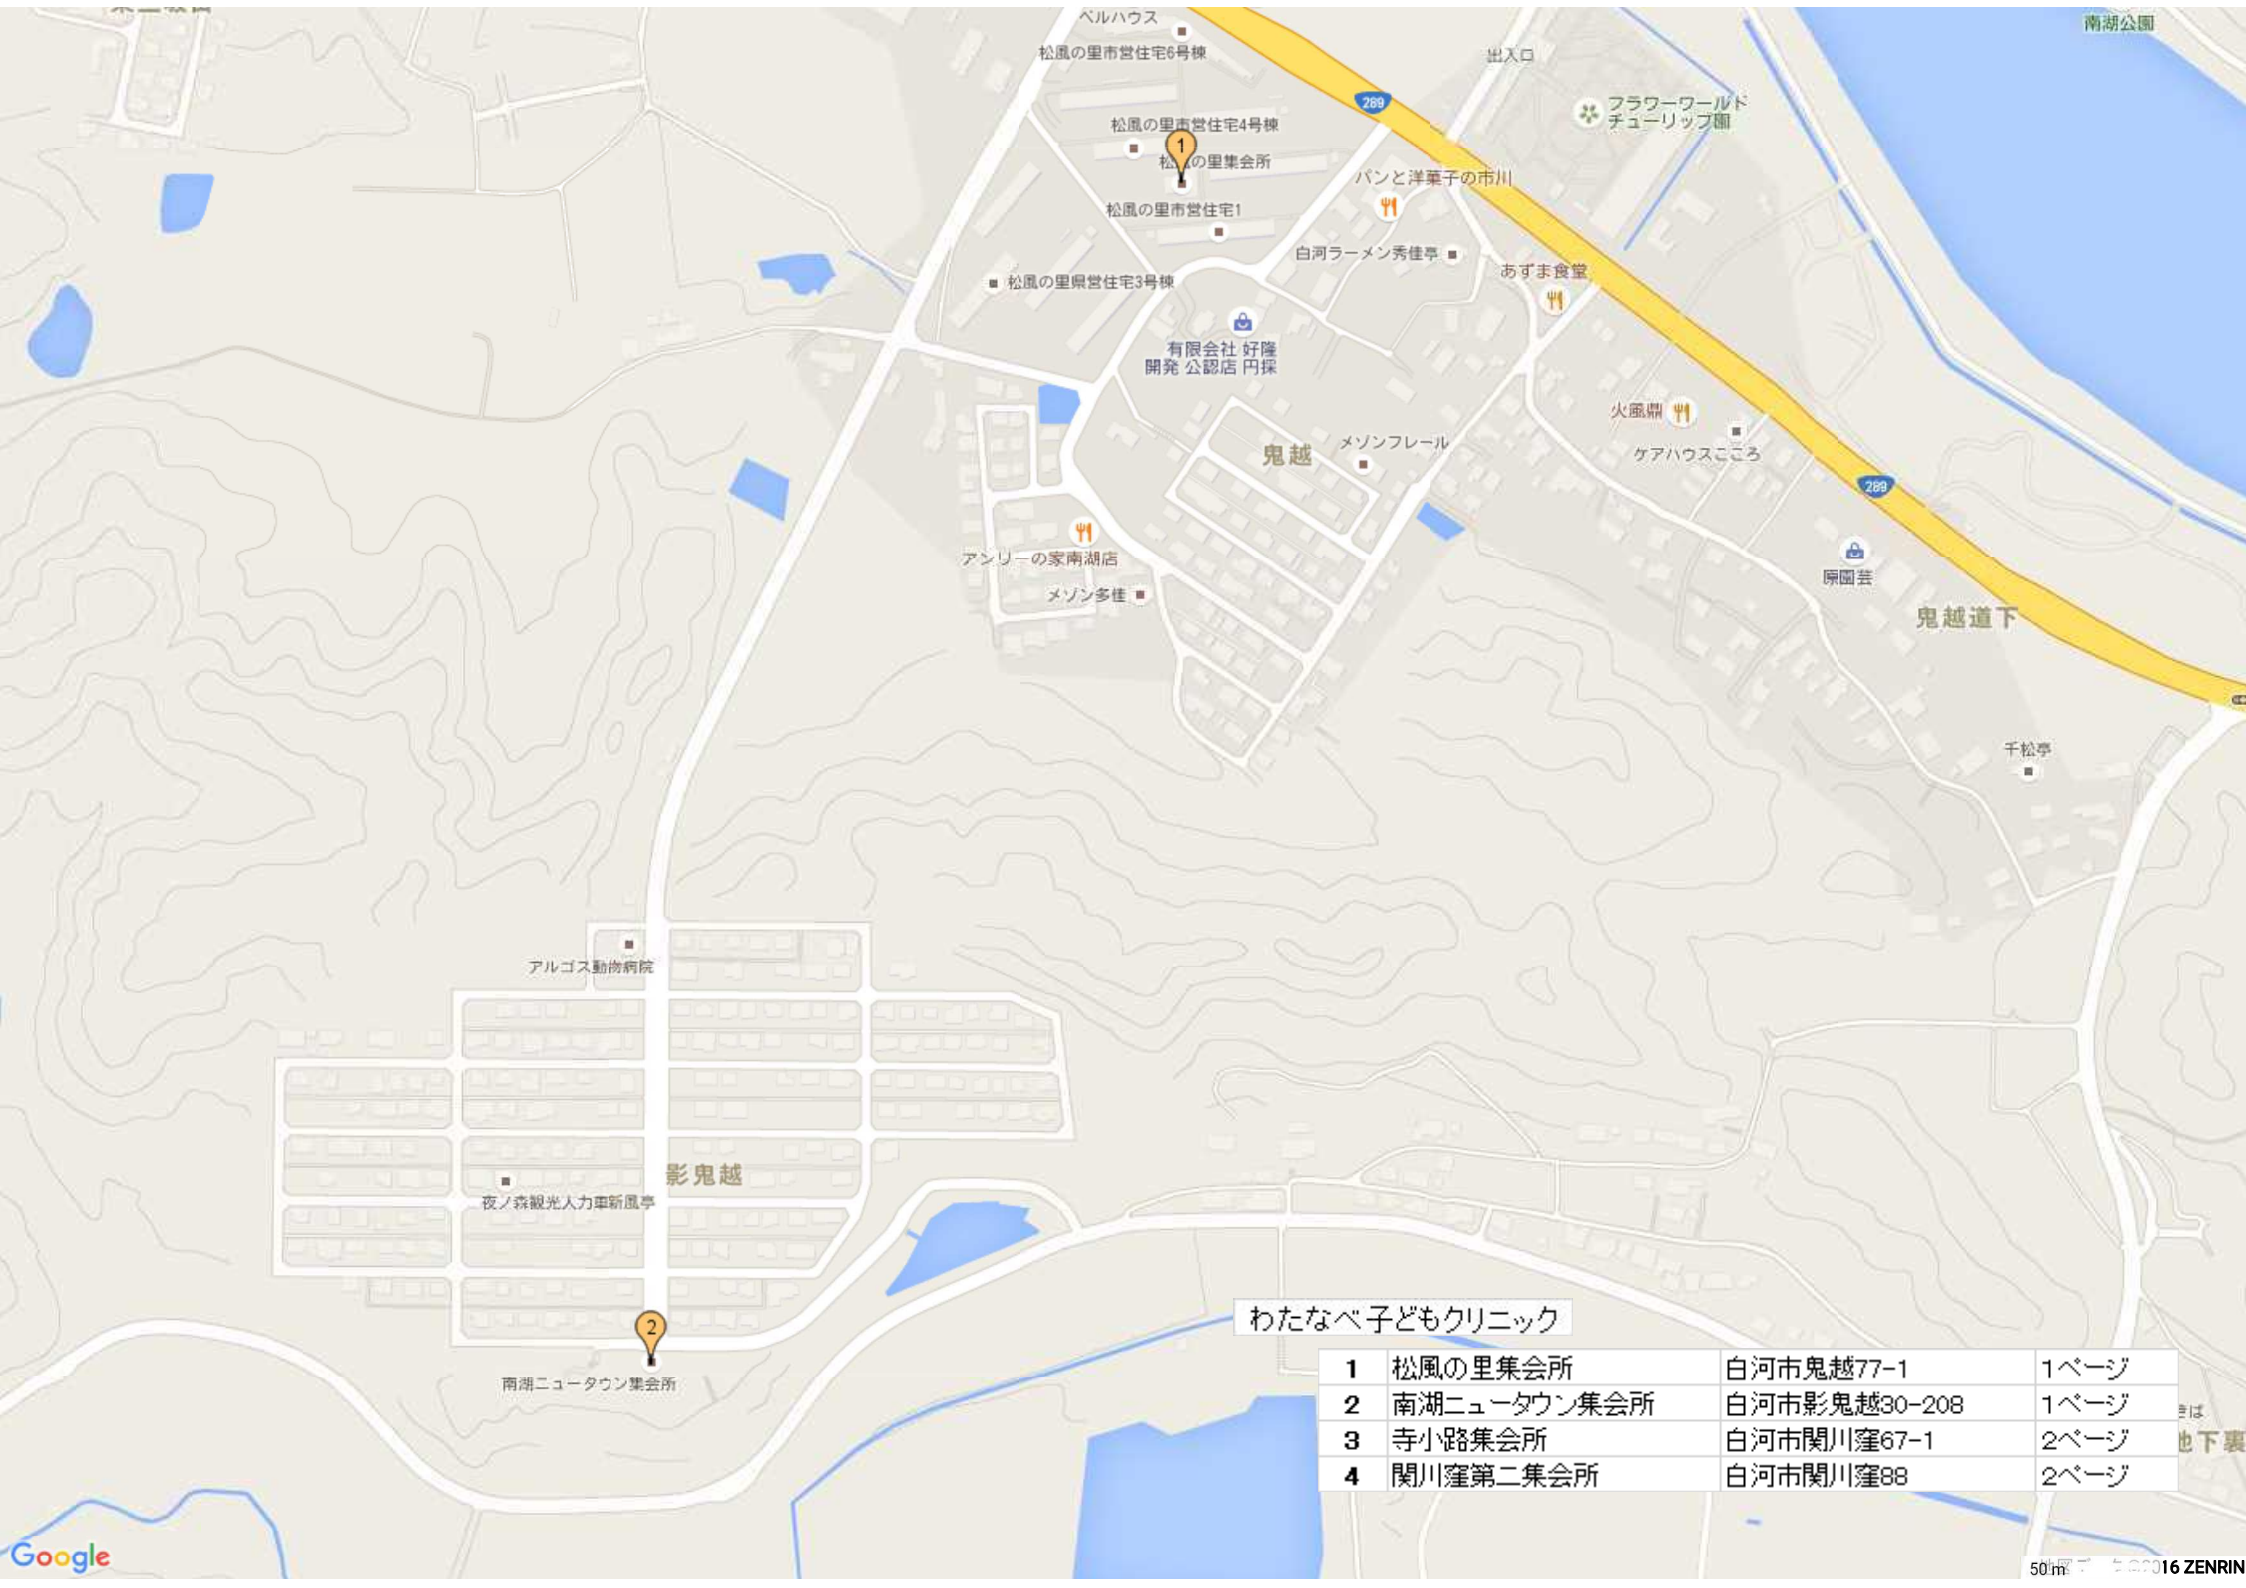 南湖公園
ベルハウス
松風の里市営住宅6号棟
出入口
289
フラワーワールド
チューリップ園
松風の里市営住宅4号棟
1
松風の里集会所
パンと洋菓子の市川
松風の里市営住宅1
白河ラーメン秀佳亭
あずま食堂
松風の里県営住宅3号棟
有限会社 好隆
開発 公認店 円採
火風鼎
鬼越
メゾンフレール
ケアハウスこころ
289
アンリーの家南湖店
原園芸
メゾン多佳
鬼越道下
千松亭
アルゴス動物病院
影鬼越
夜ノ森観光人力車新風亭
2
南湖ニュータウン集会所
わたなべ子どもクリニック
1 松風の里集会所 白河市鬼越77-1 1ページ
2 南湖ニュータウン集会所 白河市影鬼越30-208 1ページ
3 寺小路集会所 白河市関川窪67-1 2ページ
4 関川窪第二集会所 白河市関川窪88 2ページ
きば
池下裏
Google
50 m
16 ZENRIN